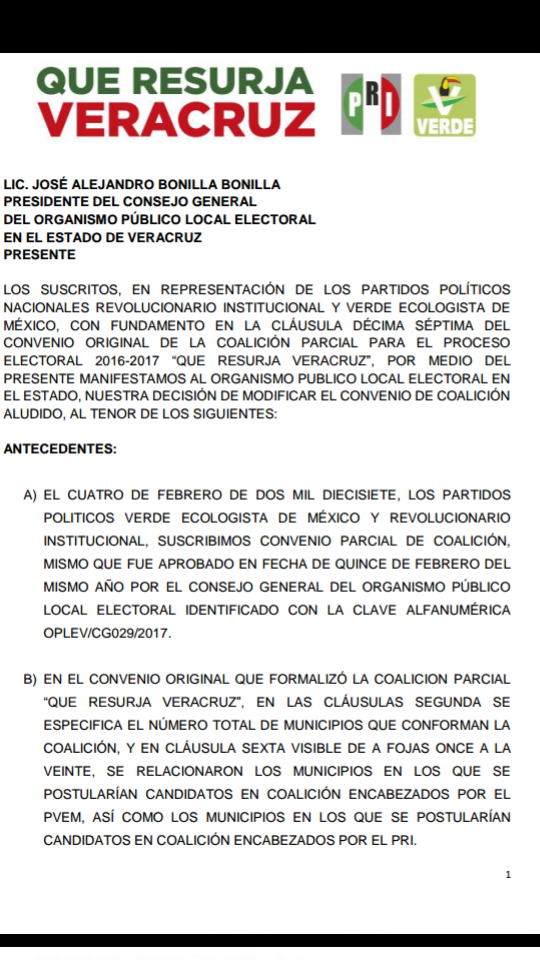 QUE RESURJA
VERACRUZ
PRI
VERDE
LIC. JOSÉ ALEJANDRO BONILLA BONILLA
PRESIDENTE DEL CONSEJO GENERAL
DEL ORGANISMO PÚBLICO LOCAL ELECTORAL
EN EL ESTADO DE VERACRUZ
PRESENTE
LOS SUSCRITOS, EN REPRESENTACIÓN DE LOS PARTIDOS POLÍTICOS
NACIONALES REVOLUCIONARIO INSTITUCIONAL Y VERDE ECOLOGISTA DE
MÉXICO, CON FUNDAMENTO EN LA CLÁUSULA DÉCIMA SÉPTIMA DEL
CONVENIO ORIGINAL DE LA COALICIÓN PARCIAL PARA EL PROCESO
ELECTORAL 2016-2017 “QUE RESURJA VERACRUZ”, POR MEDIO DEL
PRESENTE MANIFESTAMOS AL ORGANISMO PUBLICO LOCAL ELECTORAL EN
EL ESTADO, NUESTRA DECISIÓN DE MODIFICAR EL CONVENIO DE COALICIÓN
ALUDIDO, AL TENOR DE LOS SIGUIENTES:
ANTECEDENTES:
A) EL CUATRO DE FEBRERO DE DOS MIL DIECISIETE, LOS PARTIDOS
POLITICOS VERDE ECOLOGISTA DE MÉXICO Y REVOLUCIONARIO
INSTITUCIONAL, SUSCRIBIMOS CONVENIO PARCIAL DE COALICIÓN,
MISMO QUE FUE APROBADO EN FECHA DE QUINCE DE FEBRERO DEL
MISMO AÑO POR EL CONSEJO GENERAL DEL ORGANISMO PÚBLICO
LOCAL ELECTORAL IDENTIFICADO CON LA CLAVE ALFANUMÉRICA
OPLEV/CG029/2017.
B) EN EL CONVENIO ORIGINAL QUE FORMALIZÓ LA COALICION PARCIAL
“QUE RESURJA VERACRUZ”, EN LAS CLÁUSULAS SEGUNDA SE
ESPECIFICA EL NÚMERO TOTAL DE MUNICIPIOS QUE CONFORMAN LA
COALICIÓN, Y EN CLÁUSULA SEXTA VISIBLE DE A FOJAS ONCE A LA
VEINTE, SE RELACIONARON LOS MUNICIPIOS EN LOS QUE SE
POSTULARÍAN CANDIDATOS EN COALICIÓN ENCABEZADOS POR EL
PVEM, ASÍ COMO LOS MUNICIPIOS EN LOS QUE SE POSTULARÍAN
CANDIDATOS EN COALICIÓN ENCABEZADOS POR EL PRI.
1